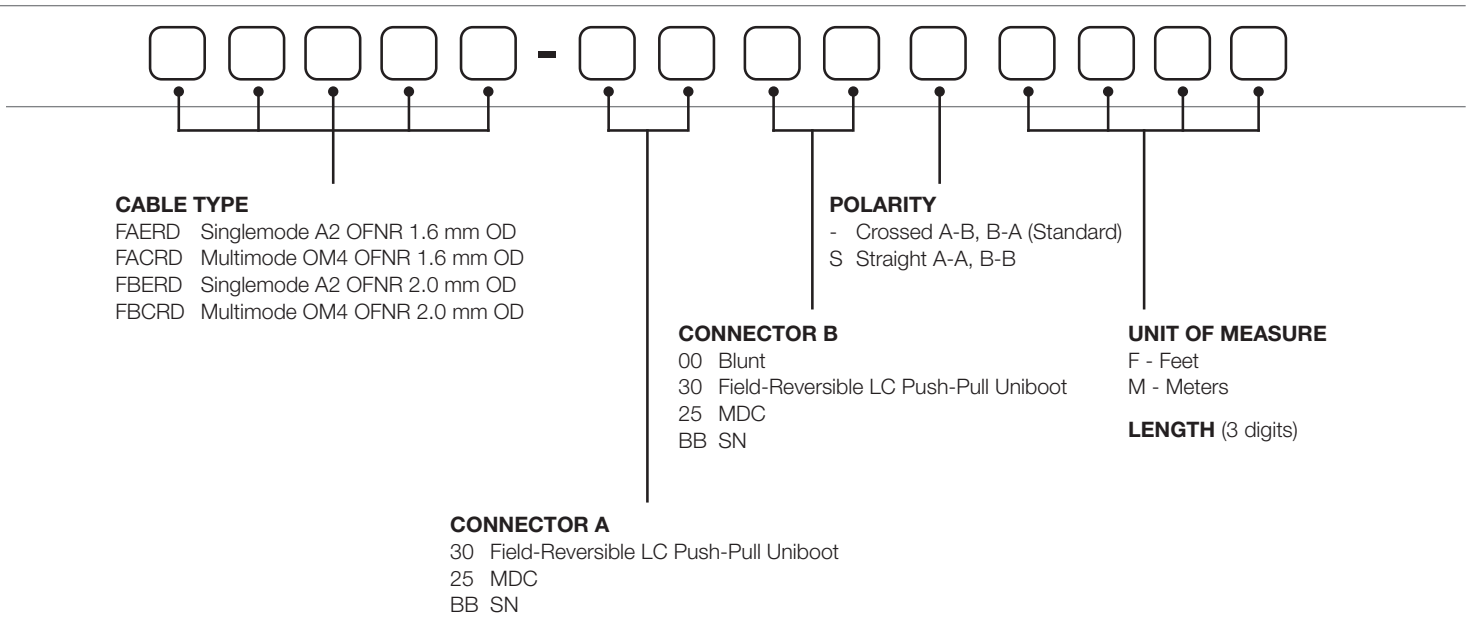 -
CABLE TYPE
FAERD Singlemode A2 OFNR 1.6 mm OD
FACRD Multimode OM4 OFNR 1.6 mm OD
FBERD Singlemode A2 OFNR 2.0 mm OD
FBCRD Multimode OM4 OFNR 2.0 mm OD
POLARITY
- Crossed A-B, B-A (Standard)
S Straight A-A, B-B
CONNECTOR B
00 Blunt
30 Field-Reversible LC Push-Pull Uniboot
25 MDC
BB SN
UNIT OF MEASURE
F - Feet
M - Meters
LENGTH (3 digits)
CONNECTOR A
30 Field-Reversible LC Push-Pull Uniboot
25 MDC
BB SN